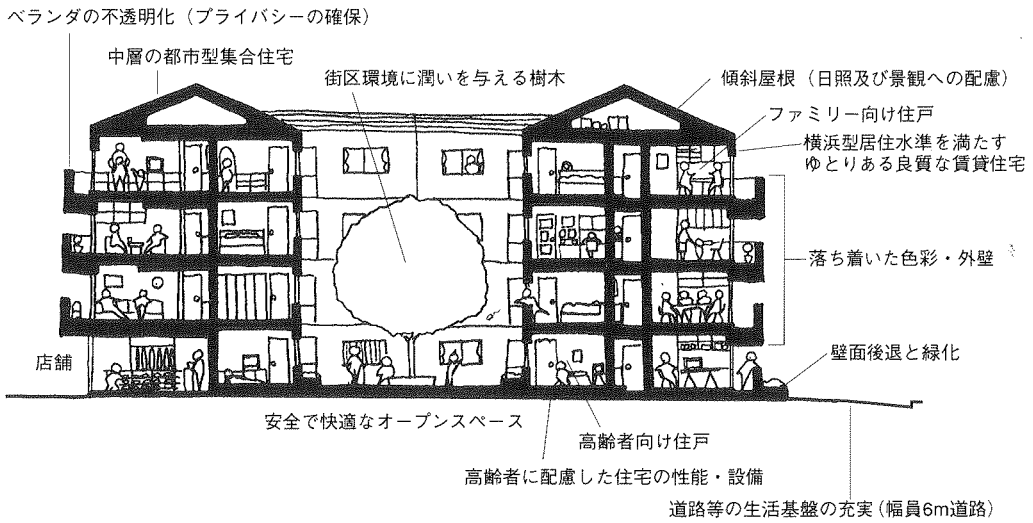 ベランダの不透明化(プライバシーの確保)
中層の都市型集合住宅
街区環境に潤いを与える樹木
傾斜屋根(日照及び景観への配慮)
ファミリー向け住戸
横浜型居住水準を満たす
ゆとりある良質な賃貸住宅
落ち着いた色彩・外壁
店舗
壁面後退と緑化
安全で快適なオープンスペース
高齢者向け住戸
高齢者に配慮した住宅の性能・設備
道路等の生活基盤の充実(幅員6m道路)